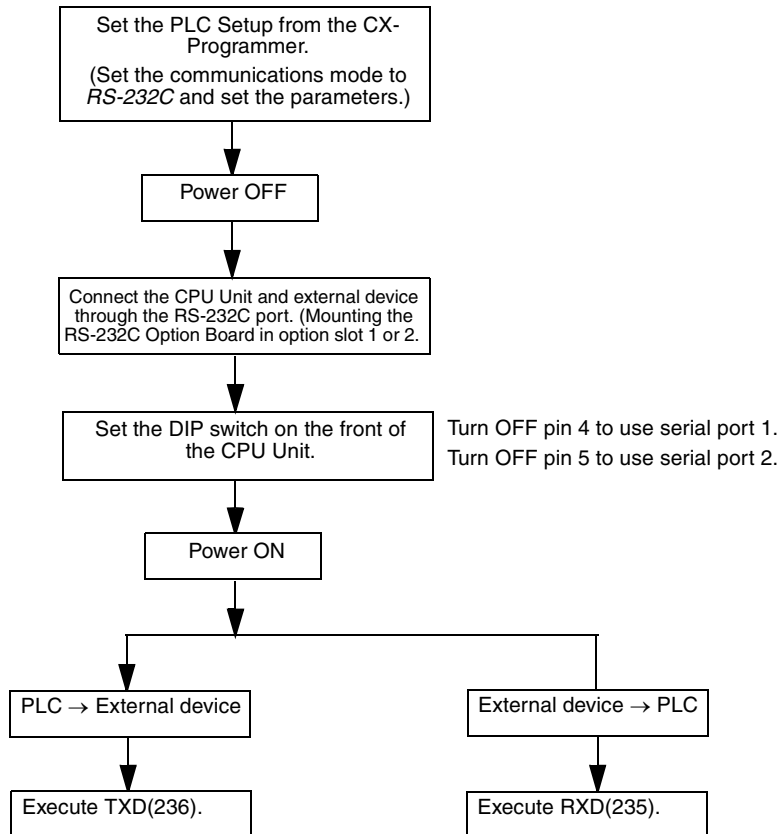 Set the PLC Setup from the CX-
Programmer.
(Set the communications mode to
RS-232C and set the parameters.)
Power OFF
Connect the CPU Unit and external device
through the RS-232C port. (Mounting the
RS-232C Option Board in option slot 1 or 2.
Set the DIP switch on the front of
the CPU Unit.
Turn OFF pin 4 to use serial port 1.
Turn OFF pin 5 to use serial port 2.
Power ON
PLC → External device
External device → PLC
Execute TXD(236).
Execute RXD(235).